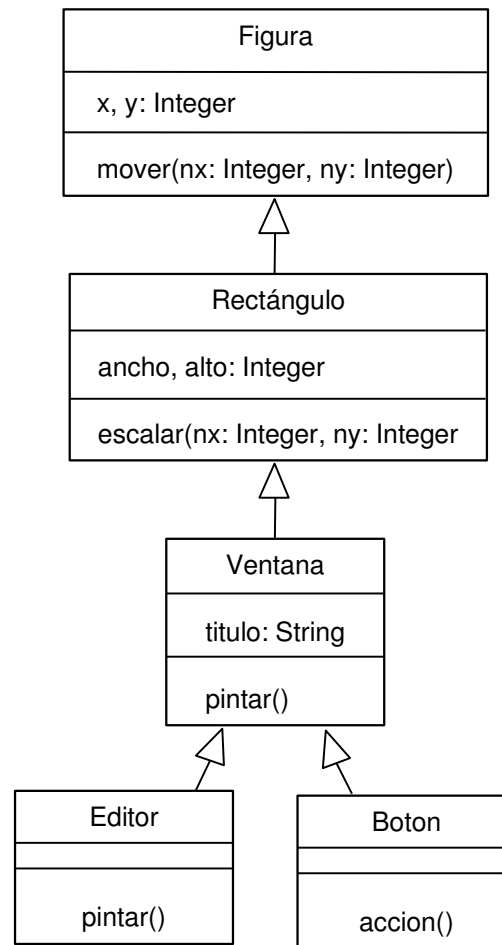 Figura
x, y: Integer
mover(nx: Integer, ny: Integer)
Rectángulo
ancho, alto: Integer
escalar(nx: Integer, ny: Integer
Ventana
titulo: String
pintar()
Editor
pintar()
Boton
accion()